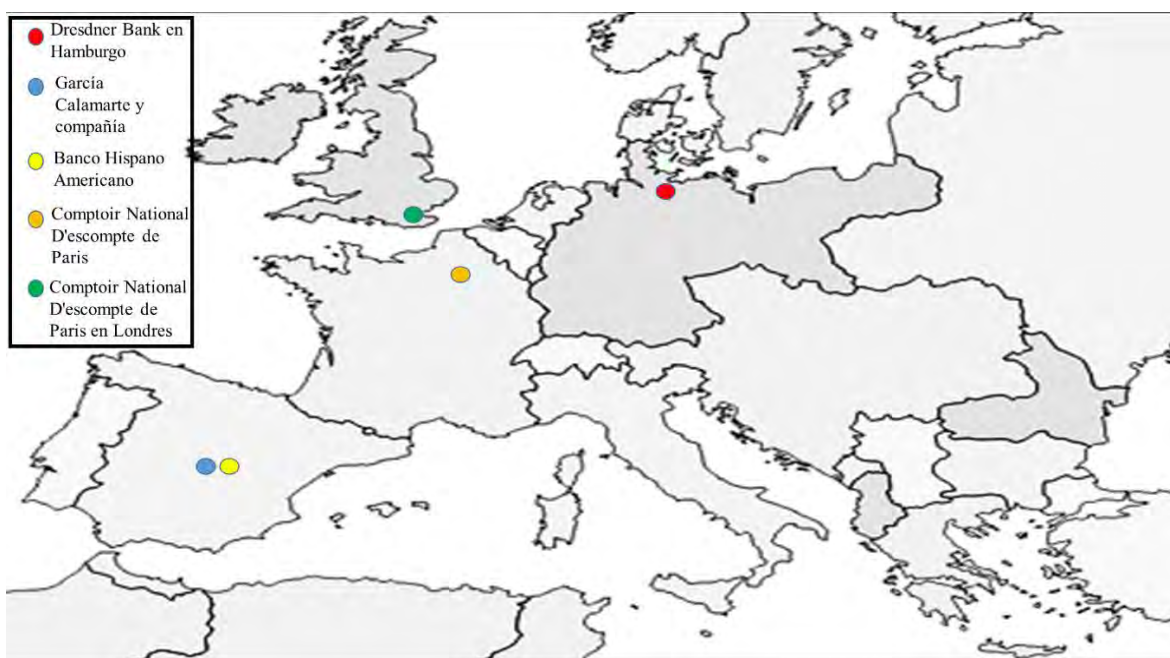 Dresdner Bank en
Hamburgo
García
Calamarte y
compañía
Banco Hispano
Americano
Comptoir National
D'escompte de
Paris
Comptoir National
D'escompte de
Paris en Londres